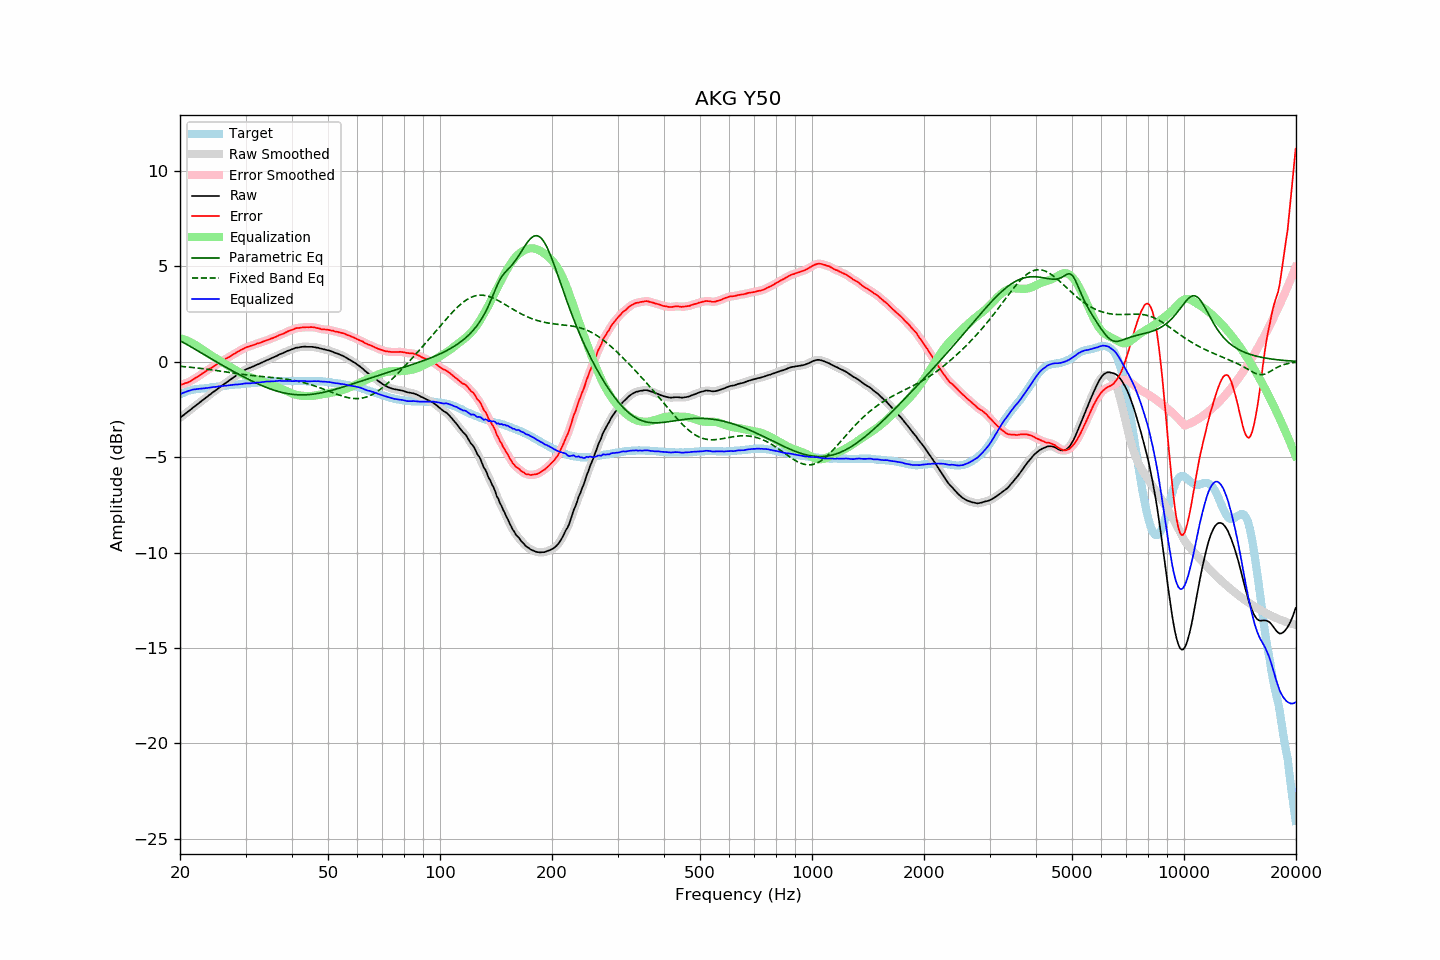 AKG Y50
Target
Raw Smoothed
Error Smoothed
Raw
Error
Equalization
Parametric Eq
Fixed Band Eq
Equalized
Amplitude (dBr)
10
5
0
−5
−10
−15
−20
−25
20 50 100 200 500 1000 2000 5000 10000 20000
Frequency (Hz)